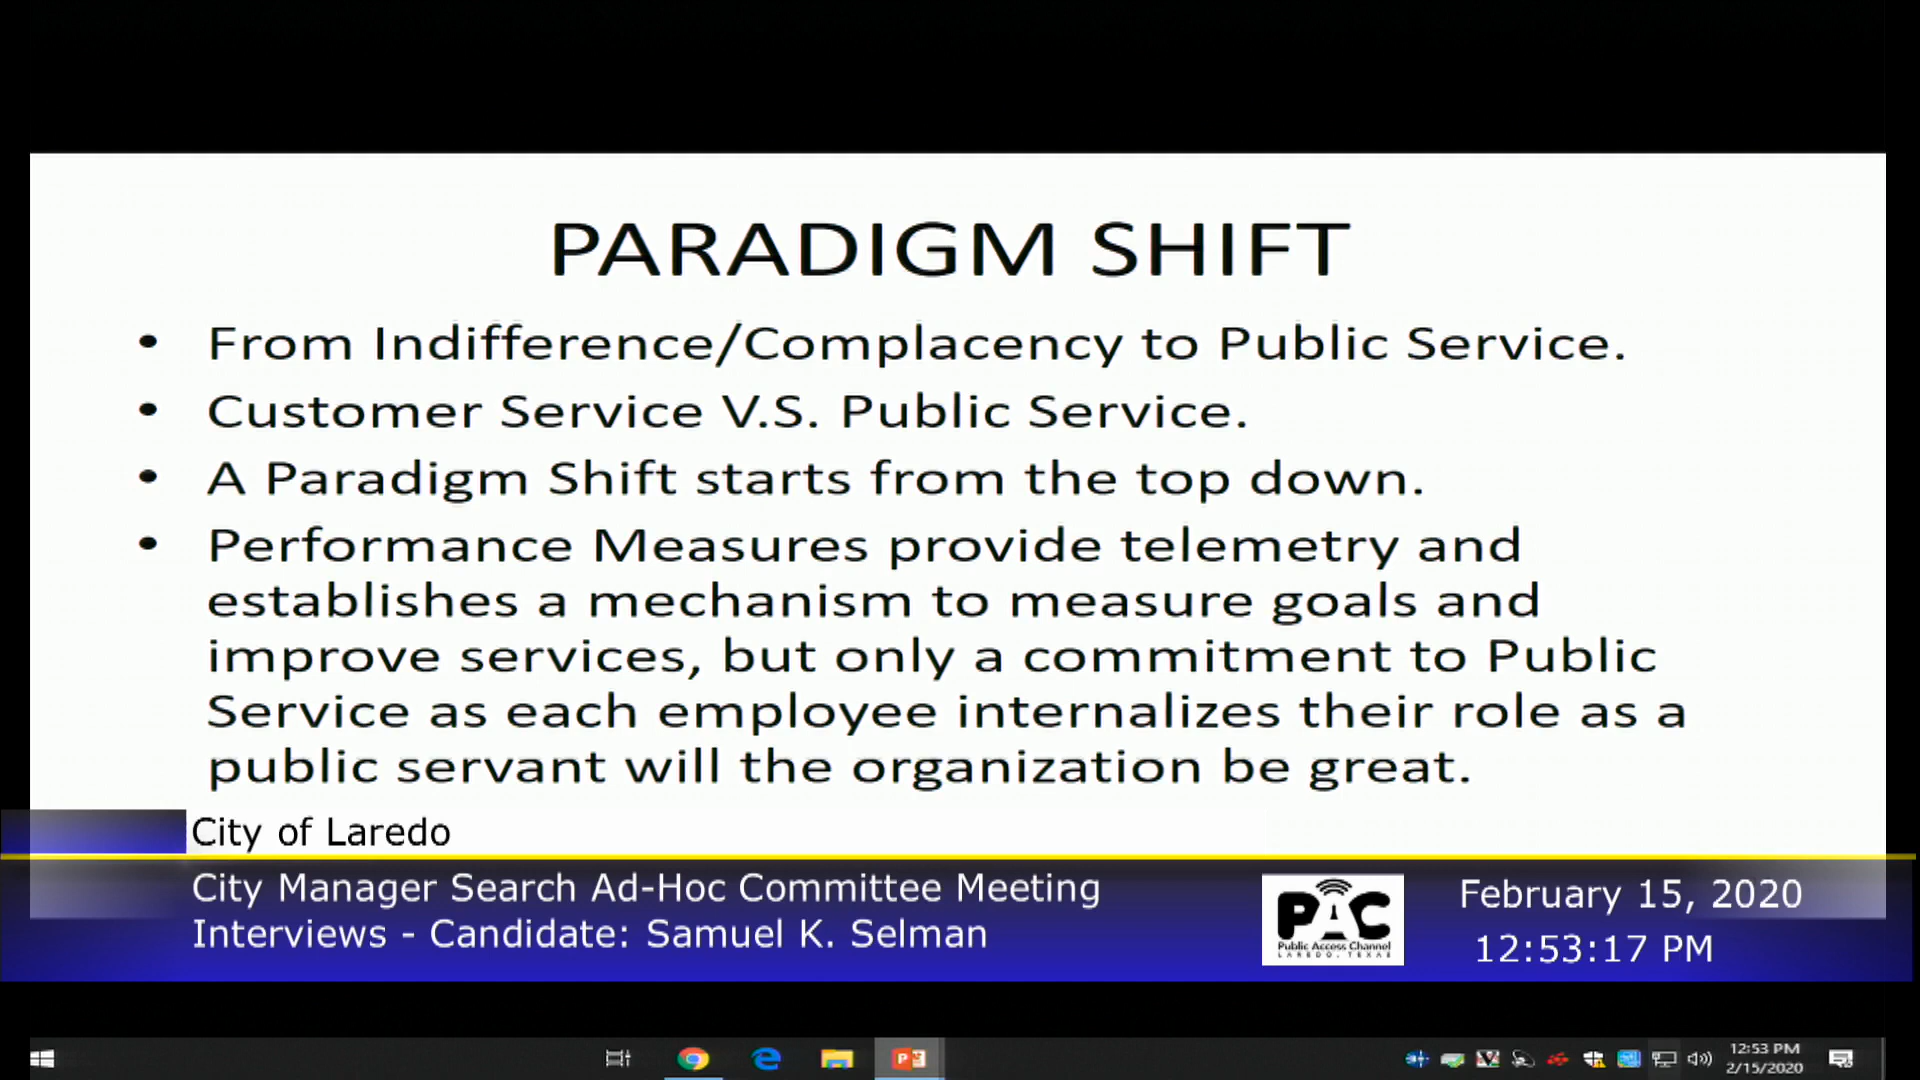 PARADIGM SHIFT
• From Indifference/Complacency to Public Service.
• Customer Service V.S. Public Service.
• A Paradigm Shift starts from the top down.
• Performance Measures provide telemetry and
establishes a mechanism to measure goals and
improve services, but only a commitment to Public
Service as each employee internalizes their role as a
public servant will the organization be great.
City of Laredo
City Manager Search Ad-Hoc Committee Meeting
Interviews - Candidate: Samuel K. Selman
PAC
Public Access Channel
LAREDO, TEXAS
February 15, 2020
12:53:17 PM
12:53 PM
2/15/2020